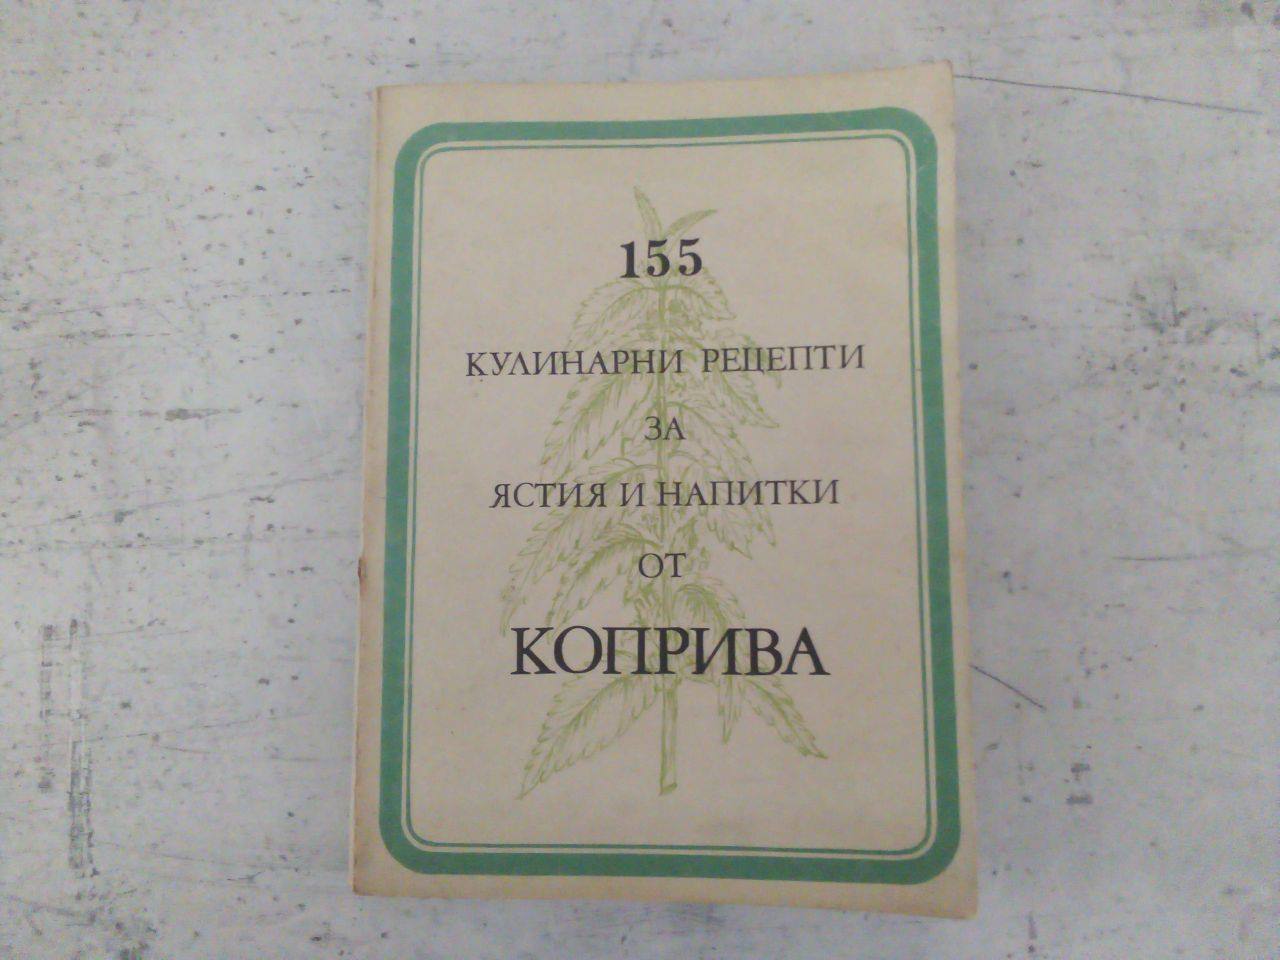 155
КУЛИНАРНИ РЕЦЕПТИ
ЗА
ЯСТИЯ И НАПИТКИ
ОТ
КОПРИВА